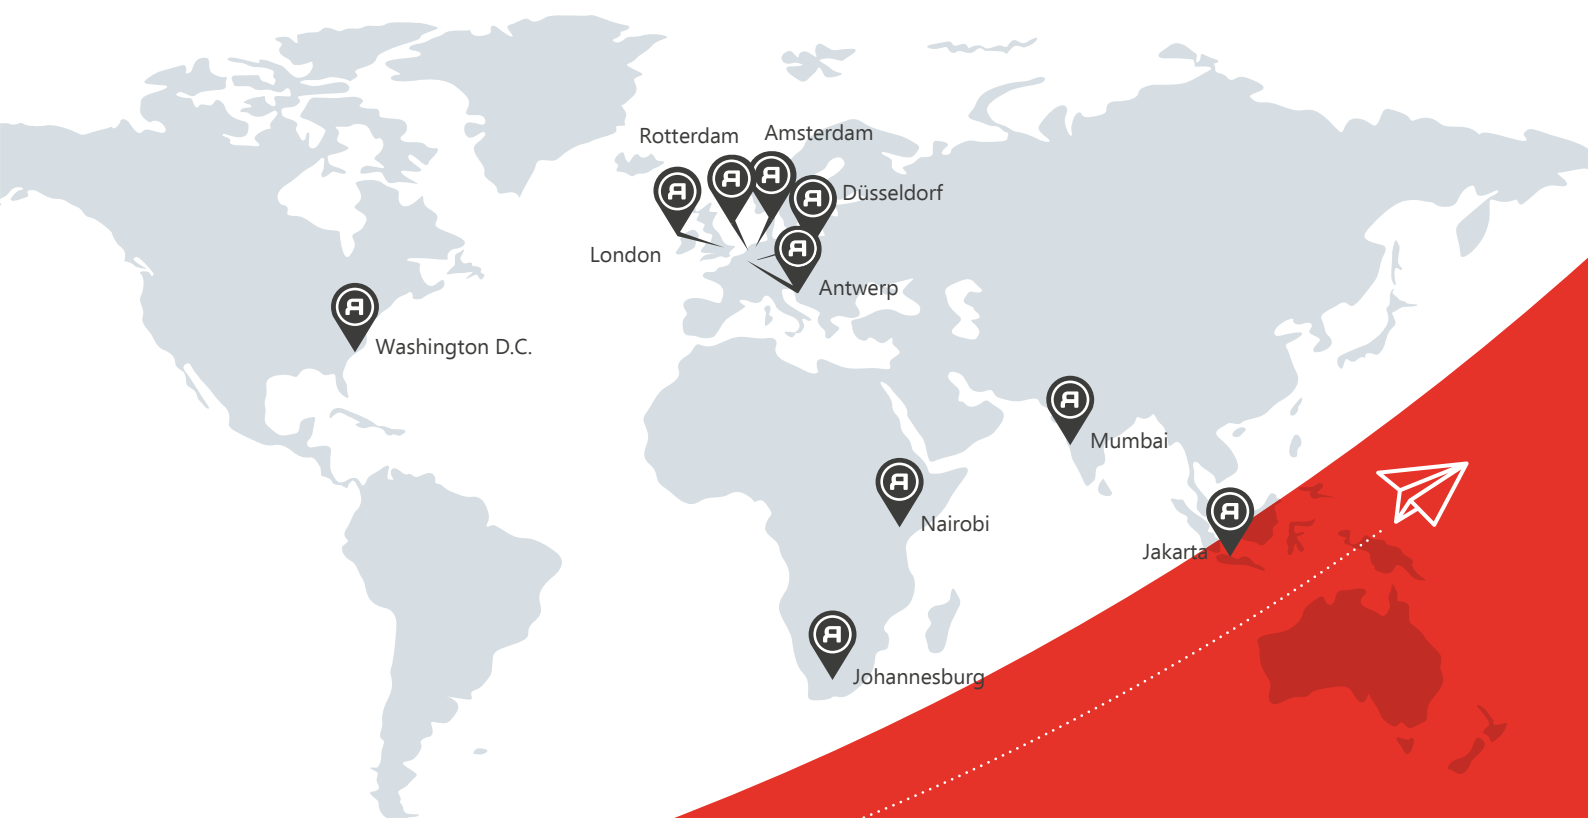 Rotterdam
Amsterdam
Düsseldorf
London
Antwerp
Washington D.C.
Mumbai
Nairobi
Jakarta
Johannesburg